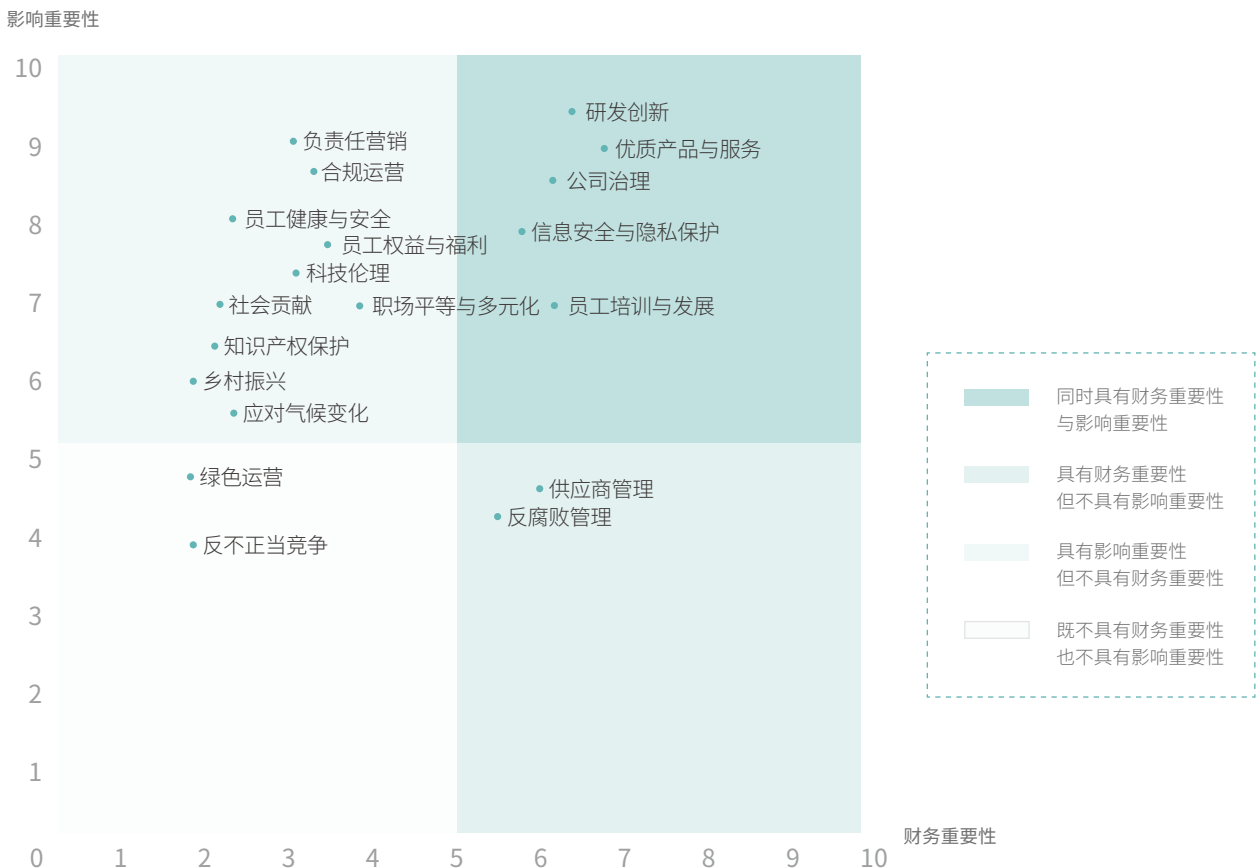 影响重要性
10
9
8
7
6
5
4
3
2
1
研发创新
负责任营销
优质产品与服务
合规运营
公司治理
员工健康与安全
信息安全与隐私保护
员工权益与福利
科技伦理
社会贡献
职场平等与多元化
员工培训与发展
知识产权保护
乡村振兴
应对气候变化
绿色运营
供应商管理
反腐败管理
反不正当竞争
0 1 2 3 4 5 6 7 8 9 10
财务重要性
同时具有财务重要性
与影响重要性
具有财务重要性
但不具有影响重要性
具有影响重要性
但不具有财务重要性
既不具有财务重要性
也不具有影响重要性